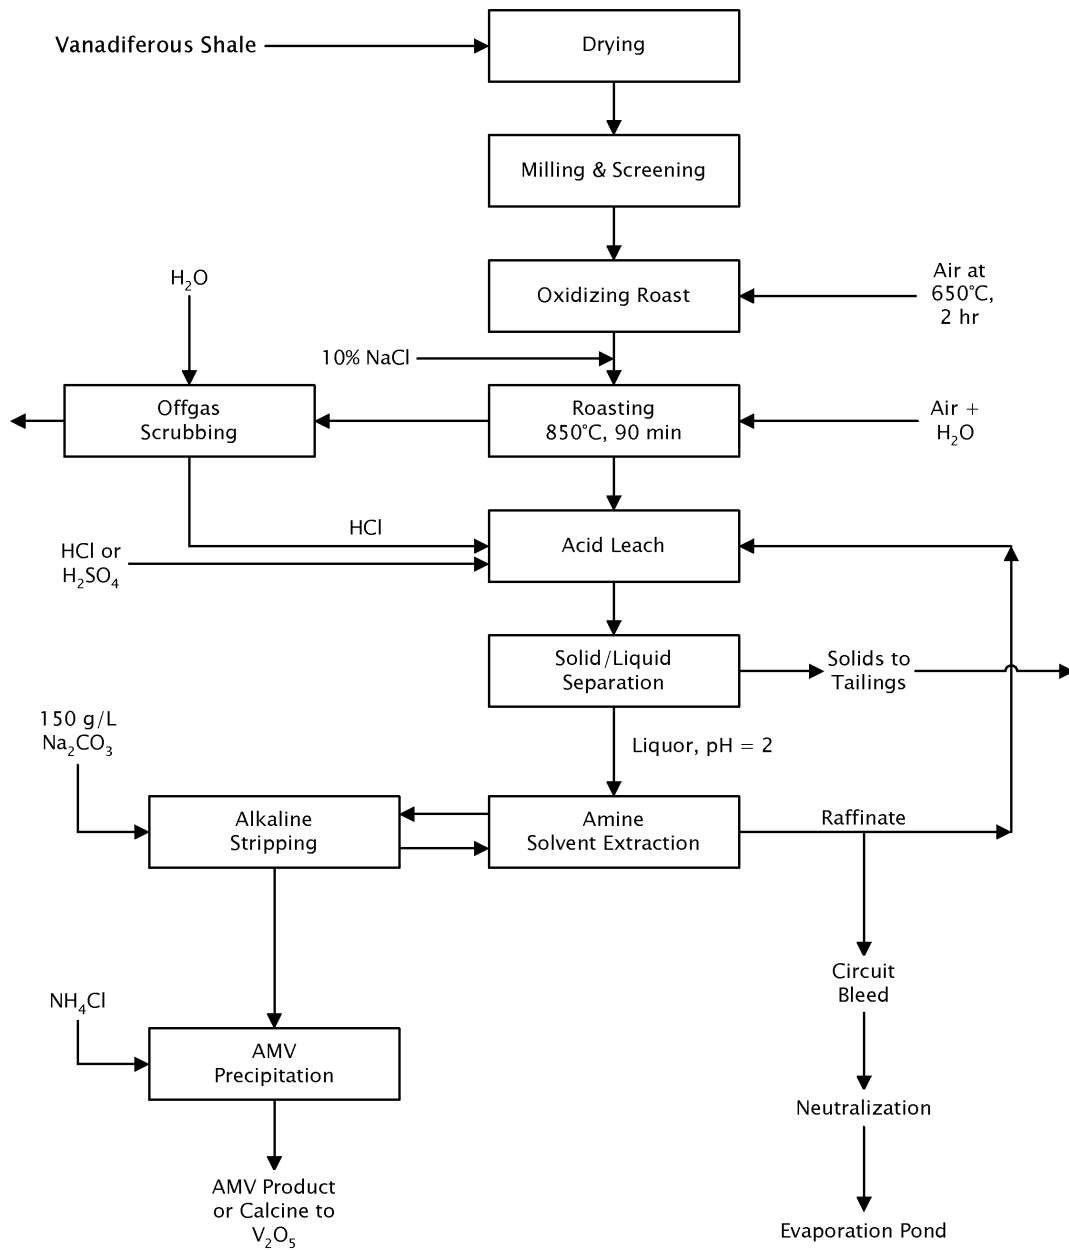 Vanadiferous Shale
Drying
Milling & Screening
Oxidizing Roast
Air at
650°C,
2 hr
H₂O
10% NaCl
Offgas
Scrubbing
Roasting
850°C, 90 min
Air +
H₂O
HCl
HCl or
H₂SO₄
Acid Leach
Solid/Liquid
Separation
Solids to
Tailings
150 g/L
Na₂CO₃
Liquor, pH = 2
Alkaline
Stripping
Amine
Solvent Extraction
Raffinate
Circuit
Bleed
NH₄Cl
AMV
Precipitation
Neutralization
AMV Product
or Calcine to
V₂O₅
Evaporation Pond